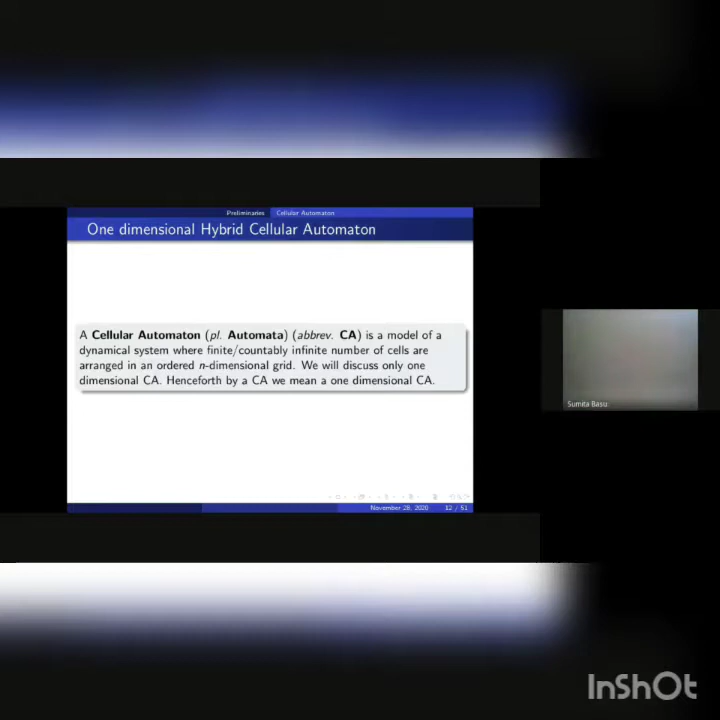 Preliminaries Cellular Automaton
One dimensional Hybrid Cellular Automaton
A Cellular Automaton (pl. Automata) (abbrev. CA) is a model of a
dynamical system where finite/countably infinite number of cells are
arranged in an ordered n-dimensional grid. We will discuss only one
dimensional CA. Henceforth by a CA we mean a one dimensional CA.
Sumita Basu
November 28, 2020 12 / 51
InShOt